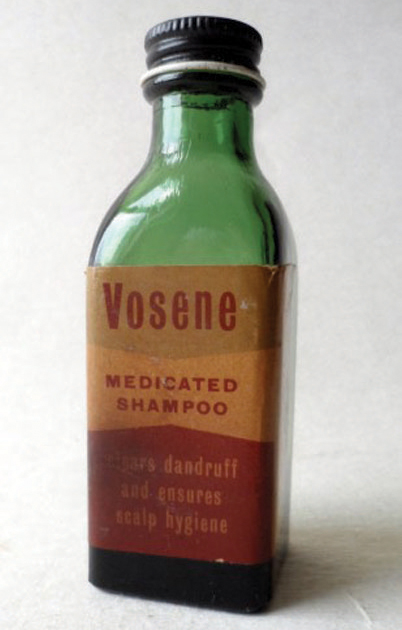 Vosene
MEDICATED
SHAMPOO
clears dandruff
and ensures
scalp hygiene